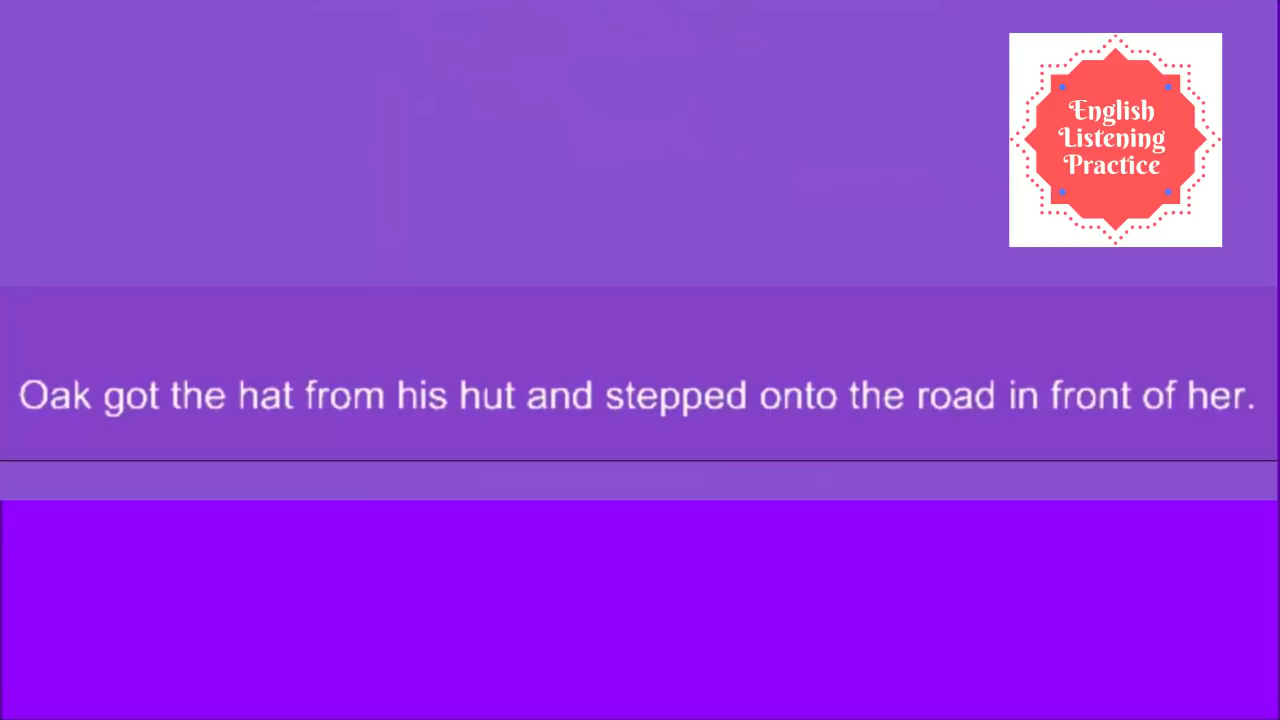 English
Listening
Practice
Oak got the hat from his hut and stepped onto the road in front of her.